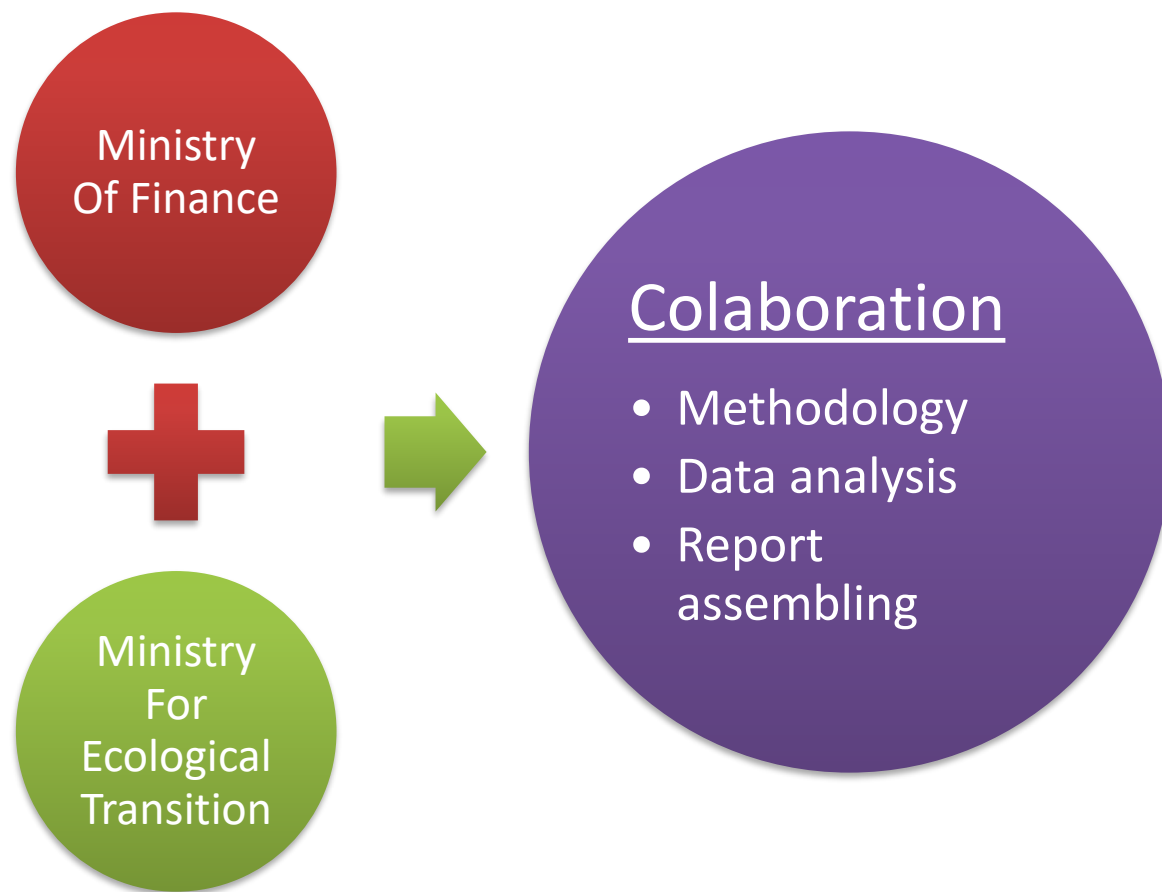 Ministry
Of Finance
Ministry
For
Ecological
Transition
Colaboration
• Methodology
• Data analysis
• Report
assembling